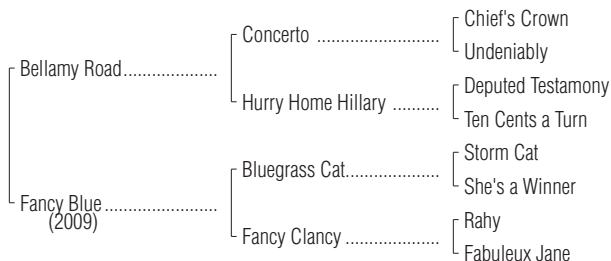 Chief's Crown
Concerto
Undeniably
Bellamy Road
Deputed Testamony
Hurry Home Hillary
Ten Cents a Turn
Storm Cat
Bluegrass Cat
She's a Winner
Fancy Blue
(2009)
Rahy
Fancy Clancy
Fabuleux Jane